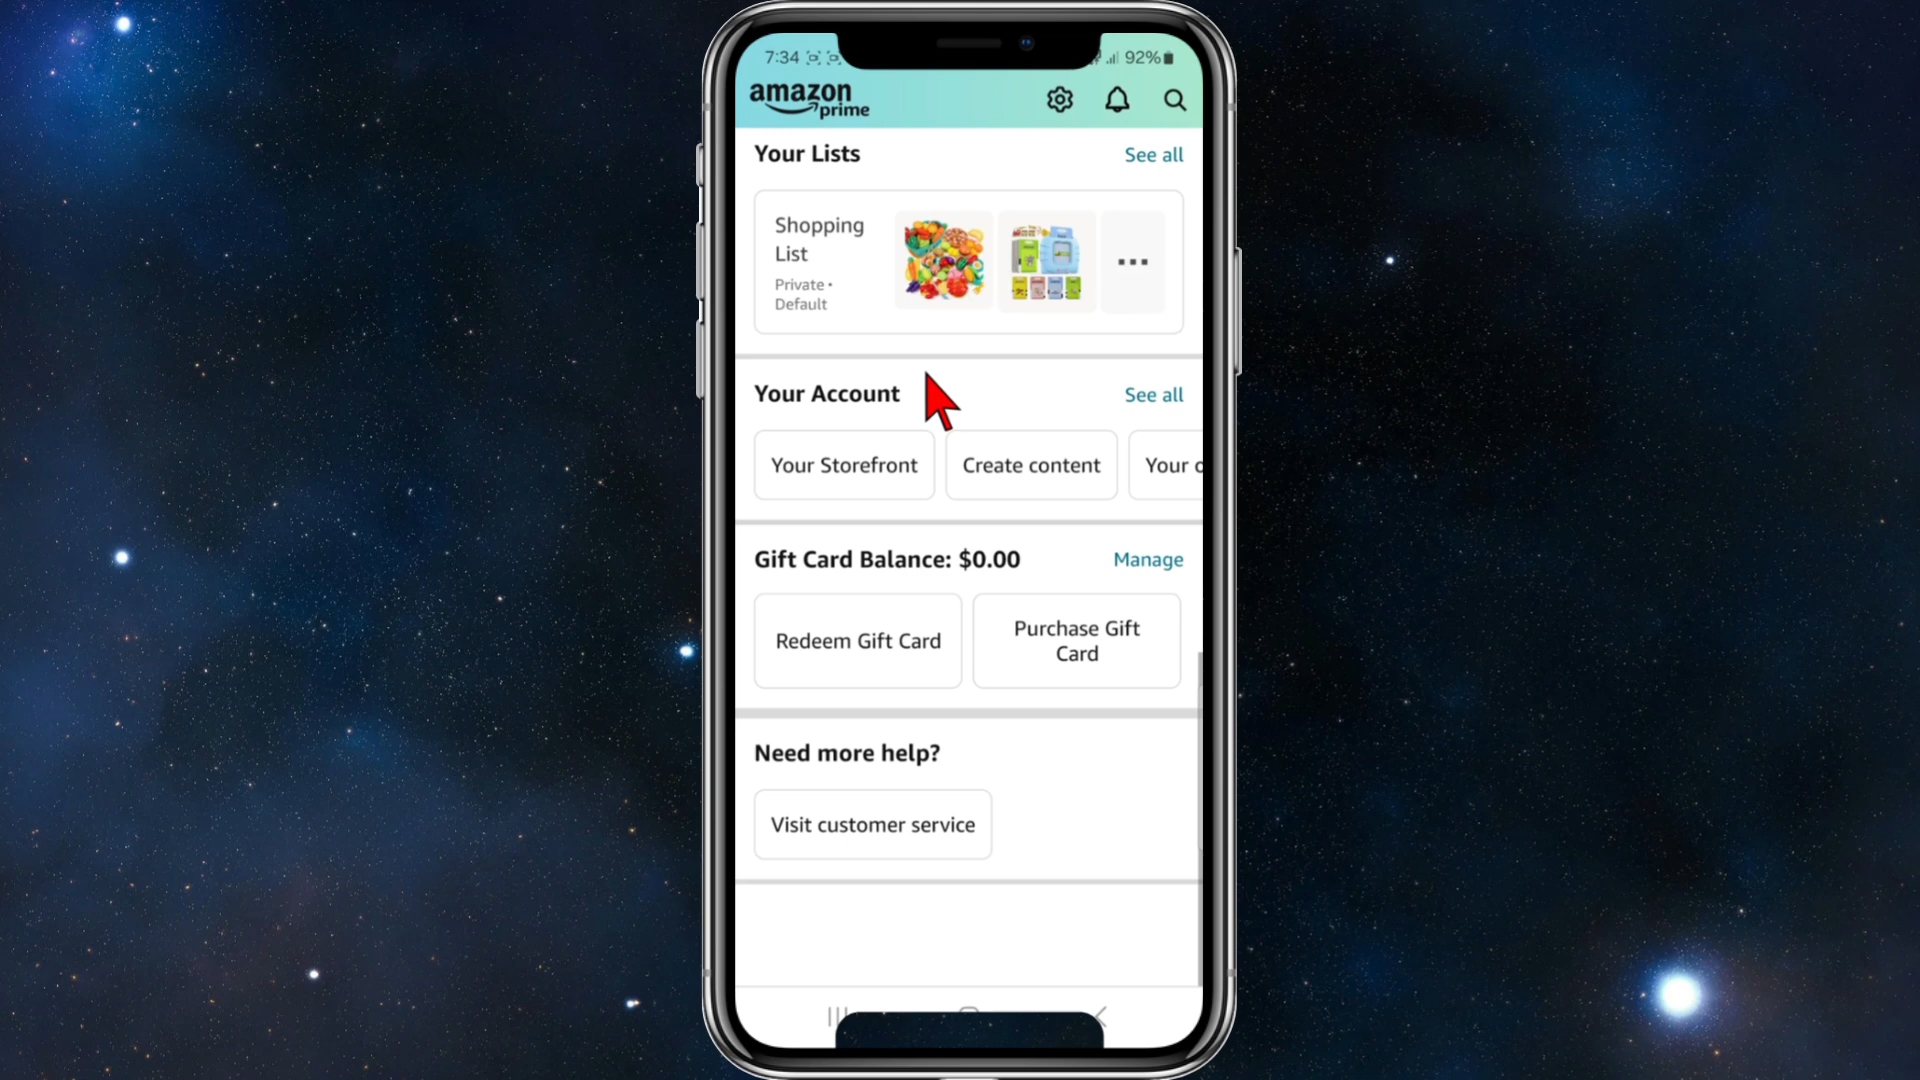 7:34 92%
amazon
prime
Your Lists See all
Shopping
List
Private •
Default
Your Account See all
Your Storefront Create content Your
Gift Card Balance: $0.00 Manage
Redeem Gift Card
Purchase Gift
Card
Need more help?
Visit customer service